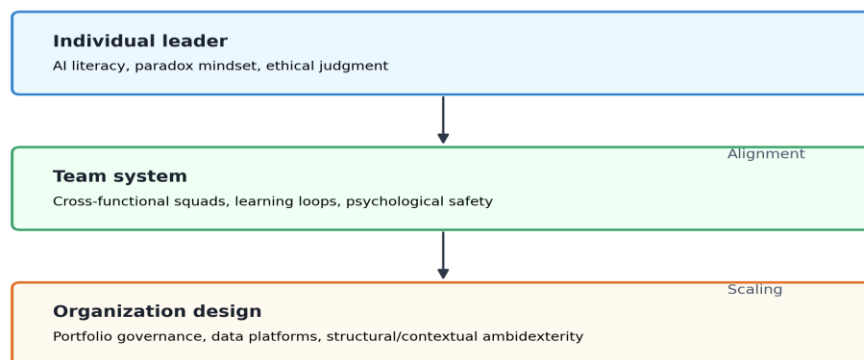 Individual leader
AI literacy, paradox mindset, ethical judgment
Alignment
Team system
Cross-functional squads, learning loops, psychological safety
Scaling
Organization design
Portfolio governance, data platforms, structural/contextual ambidexterity